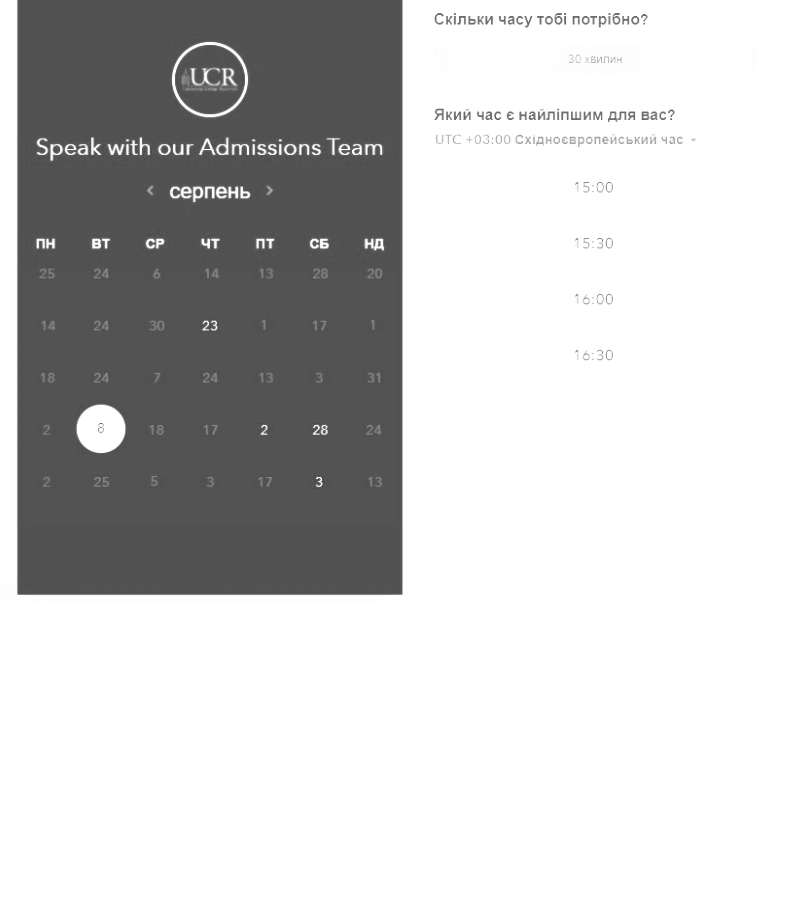 UCR
Speak with our Admissions Team
серпень
ПН ВТ СР ЧТ ПТ СБ НД
25 24 6 14 13 28 20
14 24 30 23 1 17 1
18 24 7 24 13 3 31
2 8 18 17 2 28 24
2 25 5 3 17 3 13
Скільки часу тобі потрібно?
30 хвилин
Який час є найліпшим для вас?
UTC +03:00 Східноєвропейський час
15:00
15:30
16:00
16:30